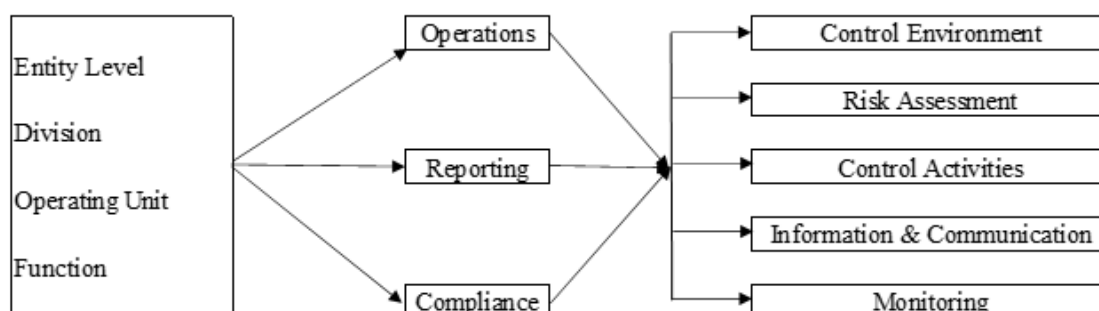 Entity Level
Division
Operating Unit
Function
Operations
Reporting
Compliance
Control Environment
Risk Assessment
Control Activities
Information & Communication
Monitoring